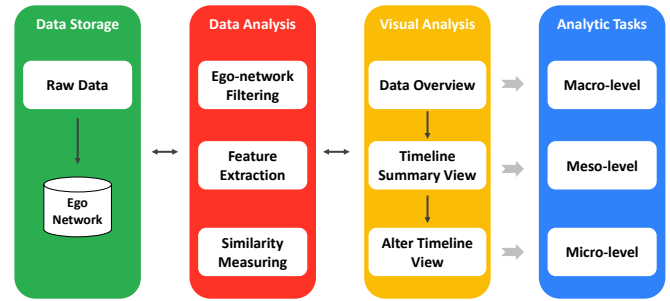 Data Storage
Raw Data
Ego
Network
Data Analysis
Ego-network
Filtering
Feature
Extraction
Similarity
Measuring
Visual Analysis
Data Overview
Timeline
Summary View
Alter Timeline
View
Analytic Tasks
Macro-level
Meso-level
Micro-level